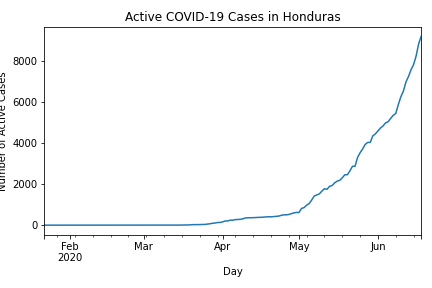 Active COVID-19 Cases in Honduras
Number of Active Cases
8000
6000
4000
2000
0
Feb
2020
Mar
Apr
May
Jun
Day